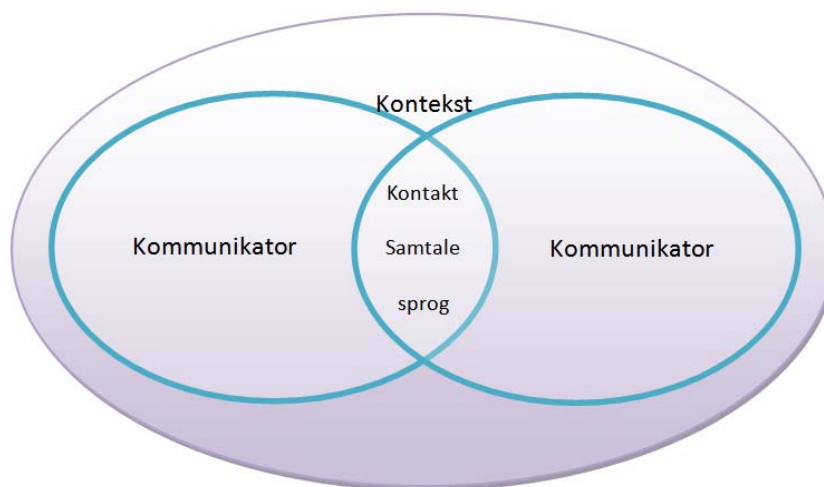 Kontekst
Kontakt
Kommunikator
Samtale
Kommunikator
sprog